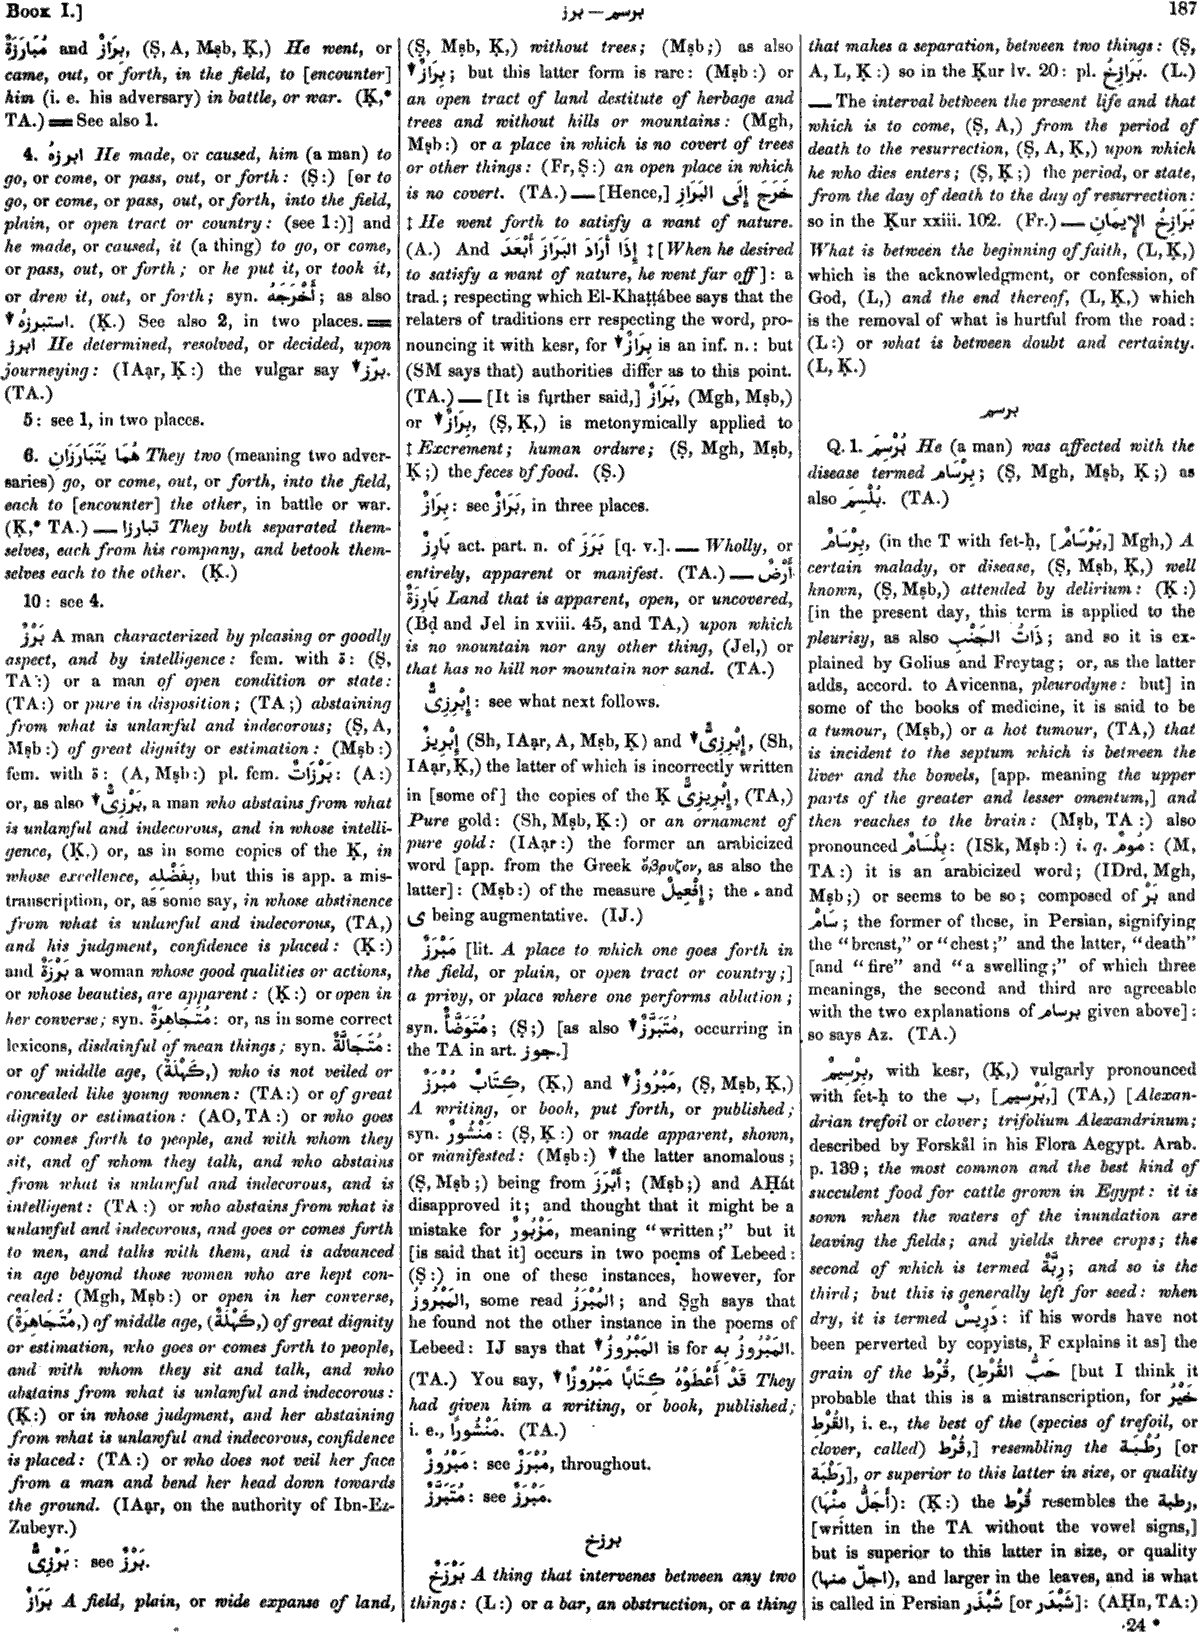 Book I.]
برز — برسم
187
مُبَارَزَةٌ and بِرَازٌ, (Ṣ, A, Mṣb, Ḳ,) He went, or
came, out, or forth, in the field, to [encounter]
him (i. e. his adversary) in battle, or war. (Ḳ,*
TA.) == See also 1.
4. ابرزهُ He made, or caused, him (a man) to
go, or come, or pass, out, or forth: (Ṣ:) [or to
go, or come, or pass, out, or forth, into the field,
plain, or open tract or country: (see 1:)] and
he made, or caused, it (a thing) to go, or come,
or pass, out, or forth; or he put it, or took it,
or drew it, out, or forth; syn. أَخْرَجَهُ; as also
استبرزهُ▼. (Ḳ.) See also 2, in two places. ==
ابرز He determined, resolved, or decided, upon
journeying: (IAạr, Ḳ:) the vulgar say برّز▼.
(TA.)
5: see 1, in two places.
6. هُمَا يَتَبَارَزَانِ They two (meaning two adver-
saries) go, or come, out, or forth, into the field,
each to [encounter] the other, in battle or war.
(Ḳ,* TA.) — تبارزا They both separated them-
selves, each from his company, and betook them-
selves each to the other. (Ḳ.)
10: see 4.
بَرْزٌ A man characterized by pleasing or goodly
aspect, and by intelligence: fem. with ة: (Ṣ,
TA:) or a man of open condition or state:
(TA:) or pure in disposition; (TA;) abstaining
from what is unlawful and indecorous; (Ṣ, A,
Mṣb:) of great dignity or estimation: (Mṣb:)
fem. with ة: (A, Mṣb:) pl. fem. بَرْزَاتٌ: (A:)
or, as also بَرْزِىٌّ▼, a man who abstains from what
is unlawful and indecorous, and in whose intelli-
gence, (Ḳ,) or, as in some copies of the Ḳ, in
whose excellence, بِفَضْلِهِ, but this is app. a mis-
transcription, or, as some say, in whose abstinence
from what is unlawful and indecorous, (TA,)
and his judgment, confidence is placed: (Ḳ:)
and بَرْزَةٌ a woman whose good qualities or actions,
or whose beauties, are apparent: (Ḳ:) or open in
her converse; syn. مُتَجَاهِرَةٌ: or, as in some correct
lexicons, disdainful of mean things; syn. مُتَجَالَّةٌ:
or of middle age, (كَهْلَةٌ,) who is not veiled or
concealed like young women: (TA:) or of great
dignity or estimation: (AO, TA:) or who goes
or comes forth to people, and with whom they
sit, and of whom they talk, and who abstains
from what is unlawful and indecorous, and is
intelligent: (TA:) or who abstains from what is
unlawful and indecorous, and goes or comes forth
to men, and talks with them, and is advanced
in age beyond those women who are kept con-
cealed: (Mgh, Mṣb:) or open in her converse,
(مُتَجَاهِرَةٌ,) of middle age, (كَهْلَةٌ,) of great dignity
or estimation, who goes or comes forth to people,
and with whom they sit and talk, and who
abstains from what is unlawful and indecorous:
(Ḳ:) or in whose judgment, and her abstaining
from what is unlawful and indecorous, confidence
is placed: (TA:) or who does not veil her face
from a man and bend her head down towards
the ground. (IAạr, on the authority of Ibn-Ez-
Zubeyr.)
بَرْزِىٌّ: see بَرْزٌ.
بَرَازٌ A field, plain, or wide expanse of land,
(Ṣ, Mṣb, Ḳ,) without trees; (Mṣb;) as also
بِرَازٌ▼; but this latter form is rare: (Mṣb:) or
an open tract of land destitute of herbage and
trees and without hills or mountains: (Mgh,
Mṣb:) or a place in which is no covert of trees
or other things: (Fr, Ṣ:) an open place in which
is no covert. (TA.) — [Hence,] خَرَجَ إِلَى البَرَازِ
‡ He went forth to satisfy a want of nature.
(A.) And إِذَا أَرَادَ البَرَازَ أَبْعَدَ ‡ [When he desired
to satisfy a want of nature, he went far off]: a
trad.; respecting which El-Khaṭṭábee says that the
relaters of traditions err respecting the word, pro-
nouncing it with kesr, for بِرَازٌ▼ is an inf. n.: but
(SM says that) authorities differ as to this point.
(TA.) — [It is further said,] بَرَازٌ, (Mgh, Mṣb,)
or بِرَازٌ▼, (Ṣ, Ḳ,) is metonymically applied to
‡ Excrement; human ordure; (Ṣ, Mgh, Mṣb,
Ḳ;) the feces of food. (Ṣ.)
بِرَازٌ: see بَرَازٌ, in three places.
بَارِزٌ act. part. n. of بَرَزَ [q. v.]. — Wholly, or
entirely, apparent or manifest. (TA.) — أَرْضٌ
بَارِزَةٌ Land that is apparent, open, or uncovered,
(Bḍ and Jel in xviii. 45, and TA,) upon which
is no mountain nor any other thing, (Jel,) or
that has no hill nor mountain nor sand. (TA.)
إِبْرِزِىٌّ: see what next follows.
إِبْرِيزٌ (Sh, IAạr, A, Mṣb, Ḳ) and إِبْرِزِىٌّ▼, (Sh,
IAạr, Ḳ,) the latter of which is incorrectly written
in [some of] the copies of the Ḳ إِبْرِيزِىٌّ, (TA,)
Pure gold: (Sh, Mṣb, Ḳ:) or an ornament of
pure gold: (IAạr:) the former an arabicized
word [app. from the Greek ὄβρυζον, as also the
latter]: (Mṣb:) of the measure إِفْعِيلٌ; the ء and
ى being augmentative. (IJ.)
مَبْرَزٌ [lit. A place to which one goes forth in
the field, or plain, or open tract or country;]
a privy, or place where one performs ablution;
syn. مُتَوَضَّأٌ; (Ṣ;) [as also مُتَبَرَّزٌ▼, occurring in
the TA in art. جوز.]
كِتَابٌ مُبْرَزٌ, (Ḳ,) and مَبْرُوزٌ▼, (Ṣ, Mṣb, Ḳ,)
A writing, or book, put forth, or published;
syn. مَنْشُورٌ: (Ṣ, Ḳ:) or made apparent, shown,
or manifested: (Mṣb:) ▼ the latter anomalous;
(Ṣ, Mṣb;) being from أَبْرَزَ; (Mṣb;) and AḤát
disapproved it; and thought that it might be a
mistake for مَزْبُورٌ, meaning "written;" but it
[is said that it] occurs in two poems of Lebeed:
(Ṣ:) in one of these instances, however, for
المَبْرُوزُ, some read المُبْرَزُ; and Ṣgh says that
he found not the other instance in the poems of
Lebeed: IJ says that المَبْرُوزُ▼ is for المَبْرُوزُ بِهِ.
(TA.) You say, قَدْ أَعْطَوْهُ كِتَابًا مَبْرُوزًا▼ They
had given him a writing, or book, published;
i. e., مَنْشُورًا. (TA.)
مَبْرُوزٌ: see مُبْرَزٌ, throughout.
مُتَبَرَّزٌ: see مَبْرَزٌ.
برزخ
بَرْزَخٌ A thing that intervenes between any two
things: (L:) or a bar, an obstruction, or a thing
that makes a separation, between two things: (Ṣ,
A, L, Ḳ:) so in the Ḳur lv. 20: pl. بَرَازِخُ. (L.)
— The interval between the present life and that
which is to come, (Ṣ, A,) from the period of
death to the resurrection, (Ṣ, A, Ḳ,) upon which
he who dies enters; (Ṣ, Ḳ;) the period, or state,
from the day of death to the day of resurrection:
so in the Ḳur xxiii. 102. (Fr.) — بَرَازِخُ الإِيمَانِ
What is between the beginning of faith, (L, Ḳ,)
which is the acknowledgment, or confession, of
God, (L,) and the end thereof, (L, Ḳ,) which
is the removal of what is hurtful from the road:
(L:) or what is between doubt and certainty.
(L, Ḳ.)
برسم
Q. 1. بُرْسِمَ He (a man) was affected with the
disease termed بِرْسَام; (Ṣ, Mgh, Mṣb, Ḳ;) as
also بُلْسِمَ. (TA.)
بِرْسَامٌ, (in the T with fet-ḥ, [بَرْسَامٌ,] Mgh,) A
certain malady, or disease, (Ṣ, Mṣb, Ḳ,) well
known, (Ṣ, Mṣb,) attended by delirium: (Ḳ:)
[in the present day, this term is applied to the
pleurisy, as also ذَاتُ الجَنْبِ; and so it is ex-
plained by Golius and Freytag; or, as the latter
adds, accord. to Avicenna, pleurodyne: but] in
some of the books of medicine, it is said to be
a tumour, (Mṣb,) or a hot tumour, (TA,) that
is incident to the septum which is between the
liver and the bowels, [app. meaning the upper
parts of the greater and lesser omentum,] and
then reaches to the brain: (Mṣb, TA:) also
pronounced بِلْسَامٌ: (ISk, Mṣb:) i. q. مُومٌ: (M,
TA:) it is an arabicized word; (IDrd, Mgh,
Mṣb;) or seems to be so; composed of بَرْ and
سَامْ; the former of these, in Persian, signifying
the "breast," or "chest;" and the latter, "death"
[and "fire" and "a swelling;" of which three
meanings, the second and third are agreeable
with the two explanations of برسام given above]:
so says Az. (TA.)
بِرْسِيمٌ, with kesr, (Ḳ,) vulgarly pronounced
with fet-ḥ to the ب, [بَرْسِيم,] (TA,) [Alexan-
drian trefoil or clover; trifolium Alexandrinum;
described by Forskål in his Flora Aegypt. Arab.
p. 139; the most common and the best kind of
succulent food for cattle grown in Egypt: it is
sown when the waters of the inundation are
leaving the fields; and yields three crops; the
second of which is termed رِبَّة; and so is the
third; but this is generally left for seed: when
dry, it is termed دَرِيسٌ: if his words have not
been perverted by copyists, F explains it as] the
grain of the قُرْط, (حَبُّ القُرْطِ [but I think it
probable that this is a mistranscription, for خَيْرُ
القُرْطِ, i. e., the best of the (species of trefoil, or
clover, called) قُرْط,] resembling the رُطْبَة [or
رَطْبَة], or superior to this latter in size, or quality
(أَجَلُّ مِنْهَا): (Ḳ:) the قُرْط resembles the رطبة,
[written in the TA without the vowel signs,]
but is superior to this latter in size, or quality
(اجلّ منها), and larger in the leaves, and is what
is called in Persian شَبْذَر [or شَبْدَر]: (AḤn, TA:)
24 *